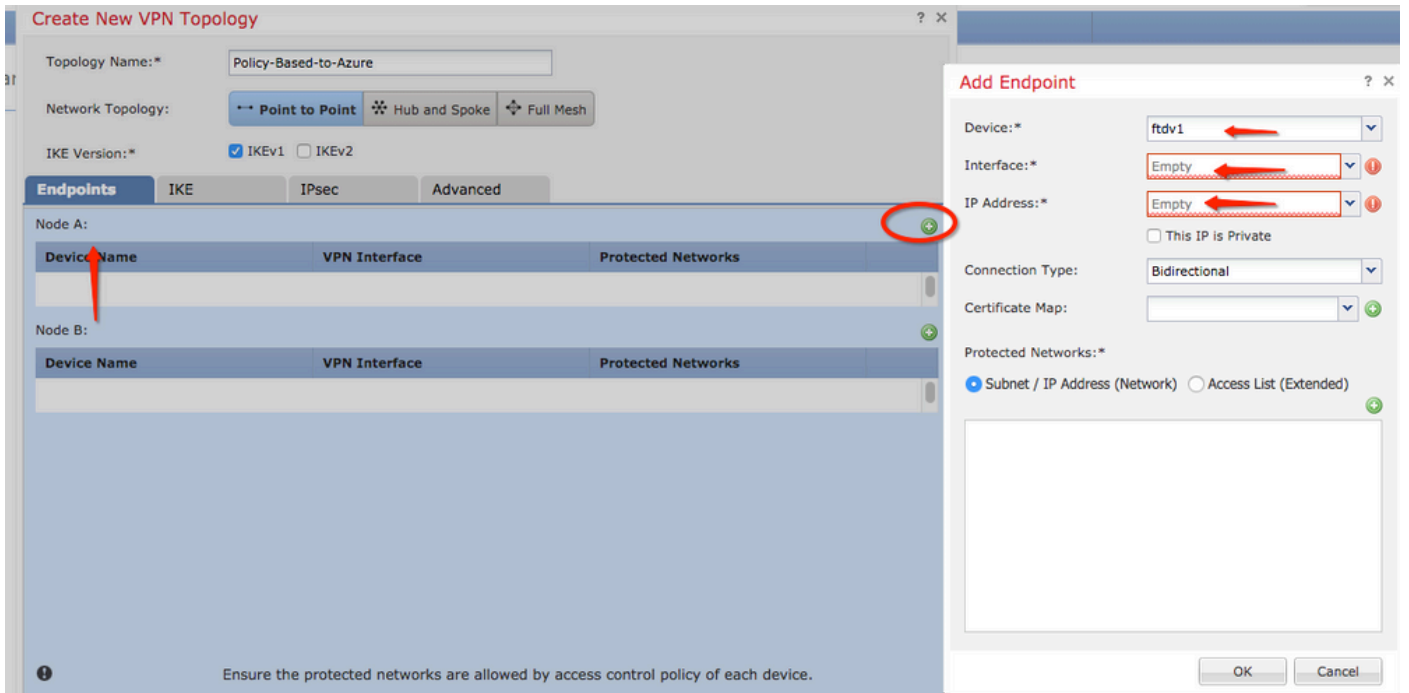 Create New VPN Topology
? ×
Topology Name:*
Policy-Based-to-Azure
Network Topology:
Point to Point
Hub and Spoke
Full Mesh
IKE Version:*
IKEv1
IKEv2
Endpoints
IKE
IPsec
Advanced
Node A:
Device Name
VPN Interface
Protected Networks
Node B:
Device Name
VPN Interface
Protected Networks
Ensure the protected networks are allowed by access control policy of each device.
Add Endpoint
? ×
Device:*
ftdv1
Interface:*
Empty
IP Address:*
Empty
This IP is Private
Connection Type:
Bidirectional
Certificate Map:
Protected Networks:*
Subnet / IP Address (Network)
Access List (Extended)
OK
Cancel